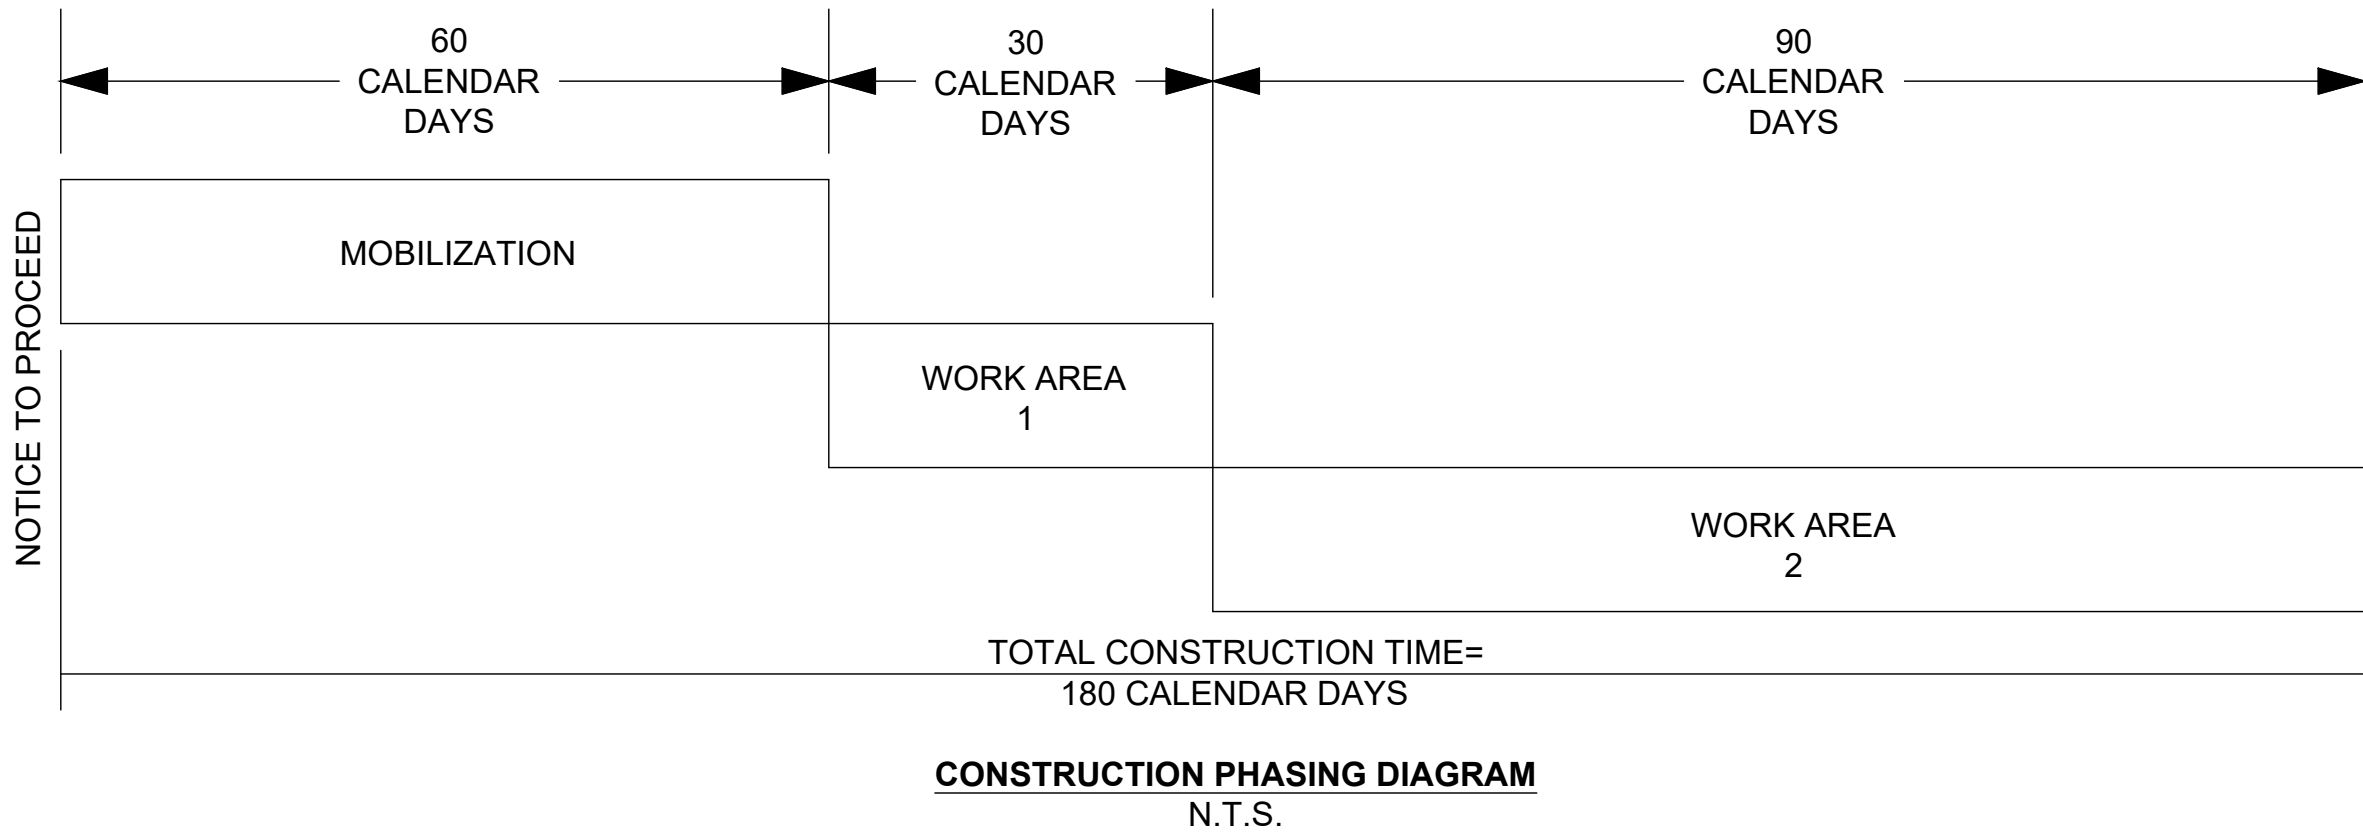 60
CALENDAR
DAYS
30
CALENDAR
DAYS
90
CALENDAR
DAYS
NOTICE TO PROCEED
MOBILIZATION
WORK AREA
1
WORK AREA
2
TOTAL CONSTRUCTION TIME=
180 CALENDAR DAYS
CONSTRUCTION PHASING DIAGRAM
N.T.S.